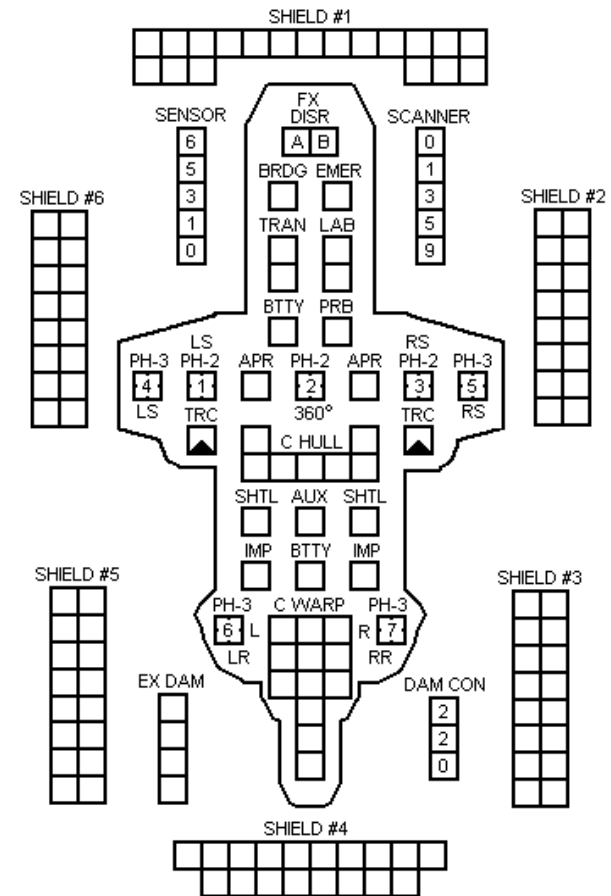 SHIELD #1
FX
SENSOR DISR SCANNER
6 A B 0
5 BRDG EMER 1
3 3
SHIELD #6 SHIELD #2
1 TRAN LAB 5
0 9
BTTY PRB
LS RS
PH-3 PH-2 APR PH-2 APR PH-2 PH-3
4 1 2 3 5
LS 360° RS
TRC TRC
C HULL
SHTL AUX SHTL
IMP BTTY IMP
SHIELD #5 SHIELD #3
PH-3 C WARP PH-3
6 L R 7
LR RR
EX DAM DAM CON
2
2
0
SHIELD #4